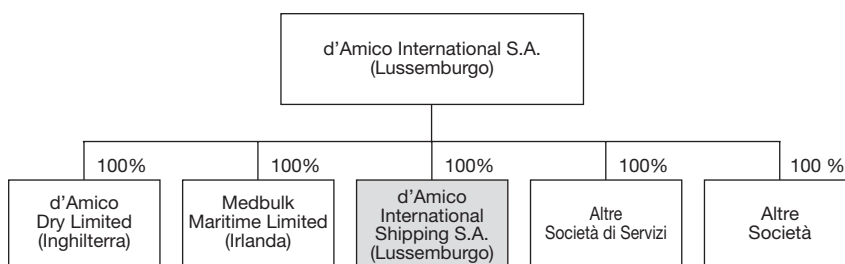 d'Amico International S.A.
(Lussemburgo)
100%
100%
100%
100%
100 %
d'Amico
Dry Limited
(Inghilterra)
Medbulk
Maritime Limited
(Irlanda)
d'Amico
International
Shipping S.A.
(Lussemburgo)
Altre
Società di Servizi
Altre
Società